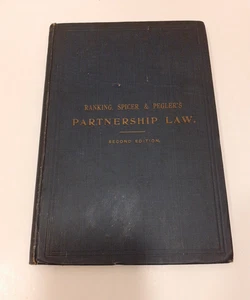 RANKING, SPICER & PEGLER'S
PARTNERSHIP LAW.
SECOND EDITION.